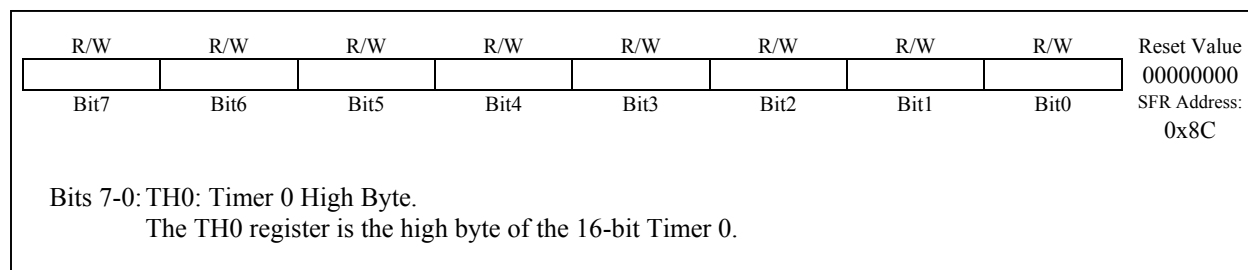 R/W R/W R/W R/W R/W R/W R/W R/W Reset Value
00000000
Bit7 Bit6 Bit5 Bit4 Bit3 Bit2 Bit1 Bit0 SFR Address:
0x8C
Bits 7-0: TH0: Timer 0 High Byte.
The TH0 register is the high byte of the 16-bit Timer 0.